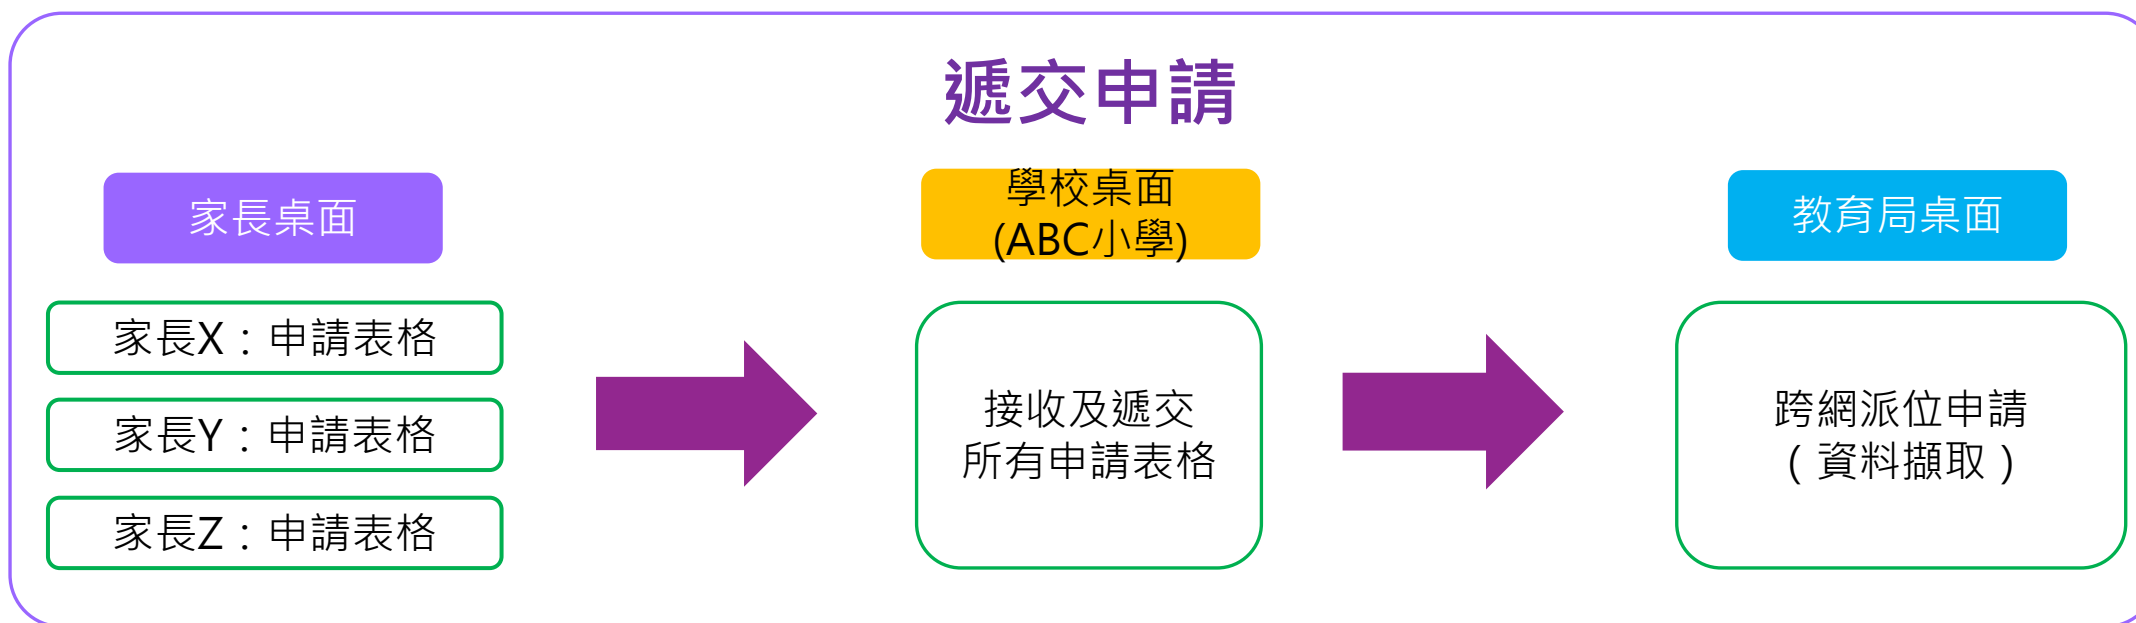 遞交申請
家長桌面
家長X：申請表格
家長Y：申請表格
家長Z：申請表格
學校桌面
(ABC小學)
接收及遞交
所有申請表格
教育局桌面
跨網派位申請
（資料擷取）